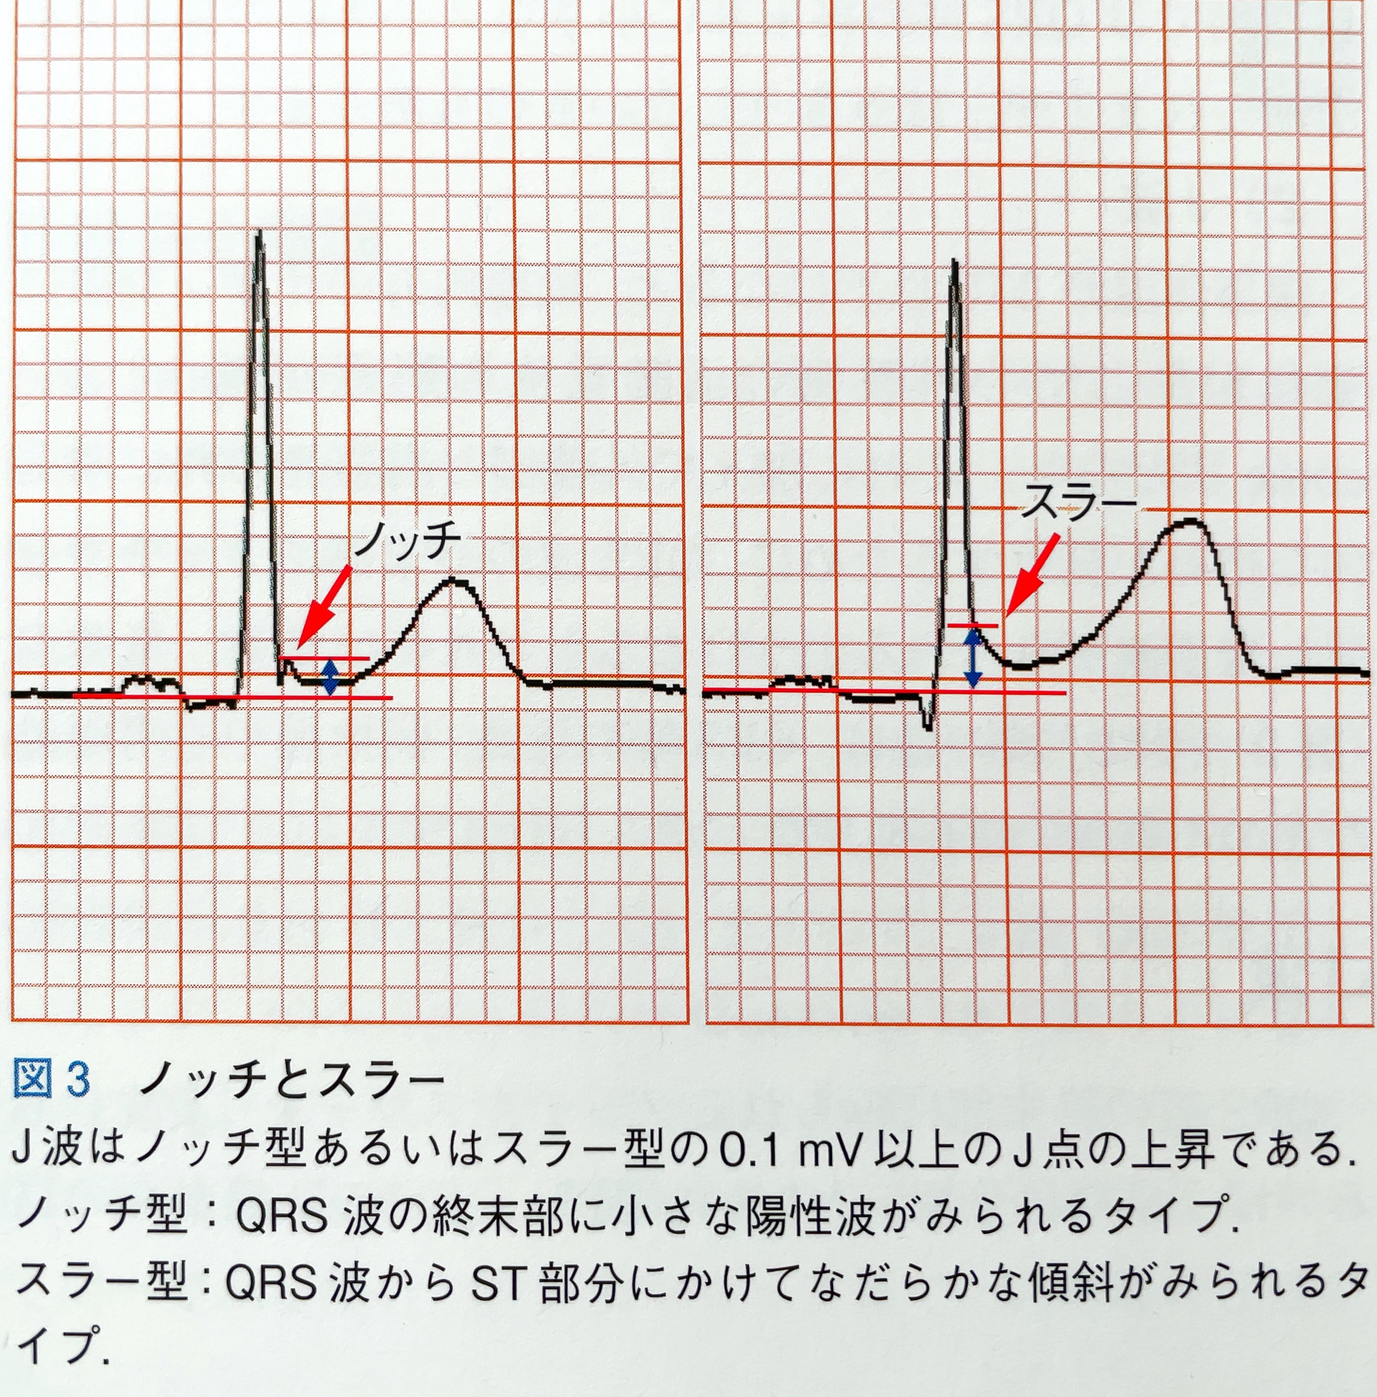 ノッチ
スラー
図3 ノッチとスラー
J波はノッチ型あるいはスラー型の0.1 mV以上のJ点の上昇である.
ノッチ型：QRS 波の終末部に小さな陽性波がみられるタイプ.
スラー型：QRS 波から ST 部分にかけてなだらかな傾斜がみられるタ
イプ.